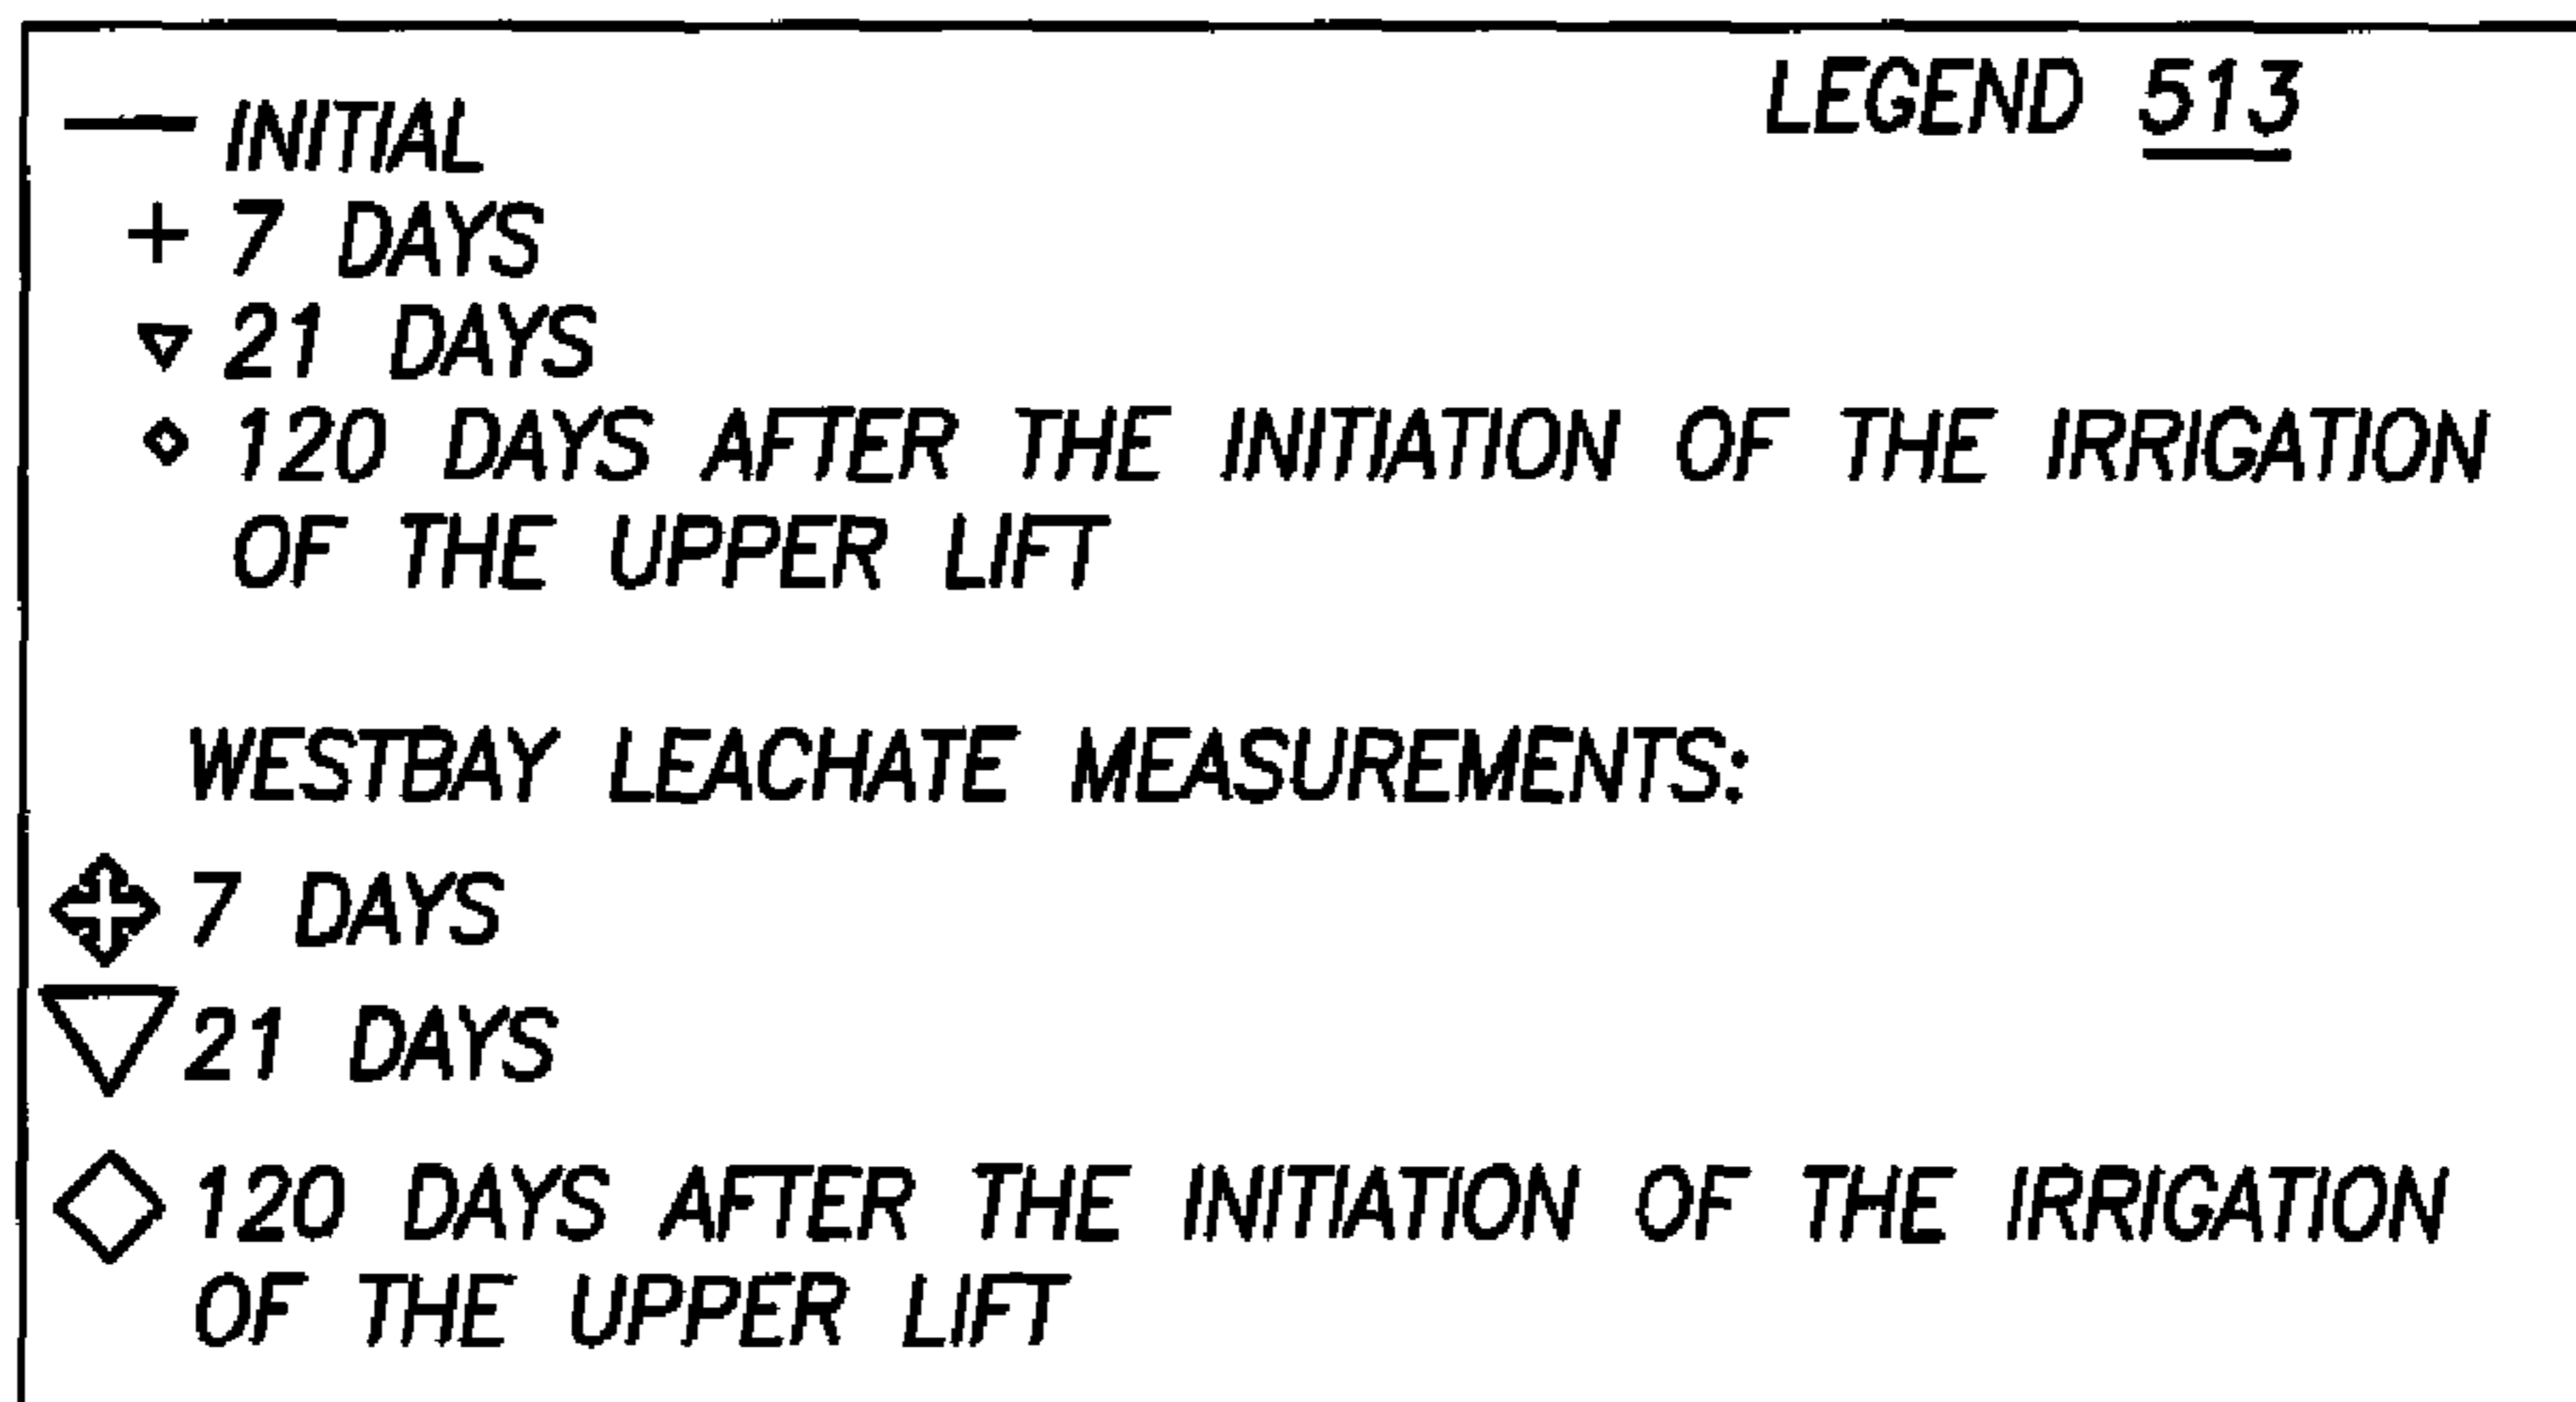 LEGEND 513
INITIAL
7 DAYS
21 DAYS
120 DAYS AFTER THE INITIATION OF THE IRRIGATION
OF THE UPPER LIFT
WESTBAY LEACHATE MEASUREMENTS:
7 DAYS
21 DAYS
120 DAYS AFTER THE INITIATION OF THE IRRIGATION
OF THE UPPER LIFT